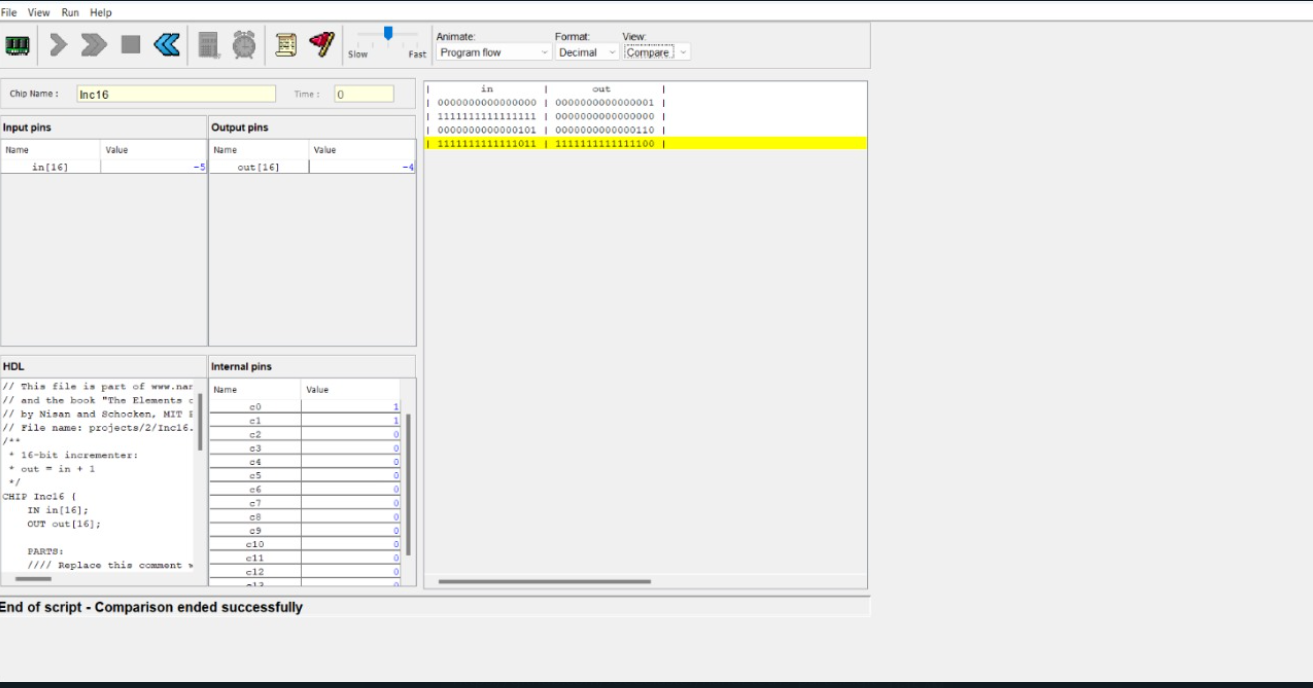 File View Run Help
Animate: Format: View:
Slow Fast Program flow Decimal Compare
Chip Name : Inc16 Time : 0
Input pins Output pins
Name Value Name Value
in[16] -5 out[16] -4
| in | out |
| 0000000000000000 | 0000000000000001 |
| 1111111111111111 | 0000000000000000 |
| 0000000000000101 | 0000000000000110 |
| 1111111111111011 | 1111111111111100 |
HDL
// This file is part of www.nar
// and the book "The Elements o
// by Nisan and Schocken, MIT
// File name: projects/2/Inc16.
/**
* 16-bit incrementer:
* out = in + 1
*/
CHIP Inc16 {
IN in[16];
OUT out[16];
PARTS:
//// Replace this comment
Internal pins
Name Value
c0 1
c1 1
c2 0
c3 0
c4 0
c5 0
c6 0
c7 0
c8 0
c9 0
c10 0
c11 0
c12 0
c13 0
End of script - Comparison ended successfully